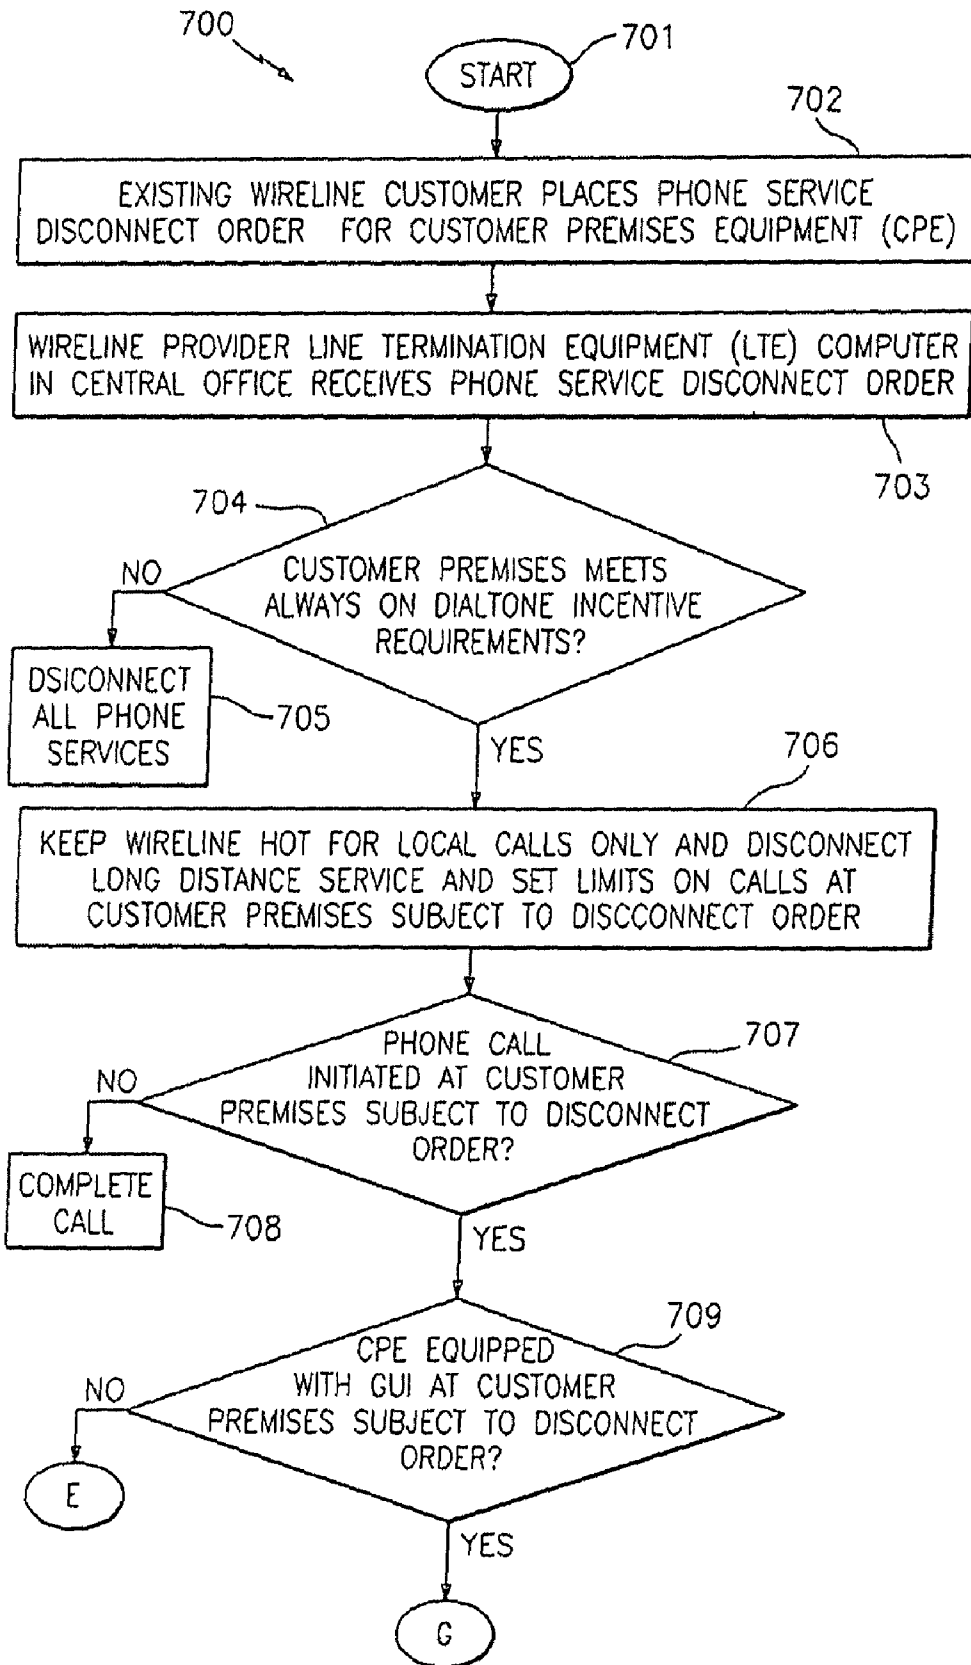 700
701
START
702
EXISTING WIRELINE CUSTOMER PLACES PHONE SERVICE
DISCONNECT ORDER FOR CUSTOMER PREMISES EQUIPMENT (CPE)
WIRELINE PROVIDER LINE TERMINATION EQUIPMENT (LTE) COMPUTER
IN CENTRAL OFFICE RECEIVES PHONE SERVICE DISCONNECT ORDER
703
704
NO
CUSTOMER PREMISES MEETS
ALWAYS ON DIALTONE INCENTIVE
REQUIREMENTS?
DSICONNECT
ALL PHONE
SERVICES
705
YES
706
KEEP WIRELINE HOT FOR LOCAL CALLS ONLY AND DISCONNECT
LONG DISTANCE SERVICE AND SET LIMITS ON CALLS AT
CUSTOMER PREMISES SUBJECT TO DISCCONNECT ORDER
707
NO
PHONE CALL
INITIATED AT CUSTOMER
PREMISES SUBJECT TO DISCONNECT
ORDER?
COMPLETE
CALL
708
YES
709
NO
CPE EQUIPPED
WITH GUI AT CUSTOMER
PREMISES SUBJECT TO DISCONNECT
ORDER?
E
YES
G